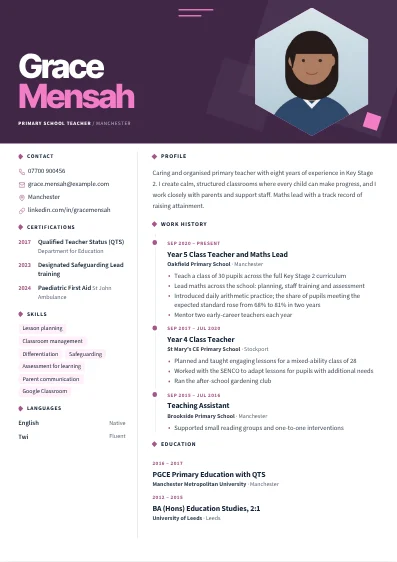 Grace
Mensah
PRIMARY SCHOOL TEACHER / MANCHESTER
CONTACT
07700 900456
grace.mensah@example.com
Manchester
linkedin.com/in/gracemensah
CERTIFICATIONS
2017 Qualified Teacher Status (QTS)
Department for Education
2023 Designated Safeguarding Lead
training
2024 Paediatric First Aid St John
Ambulance
SKILLS
Lesson planning
Classroom management
Differentiation Safeguarding
Assessment for learning
Parent communication
Google Classroom
LANGUAGES
English Native
Twi Fluent
PROFILE
Caring and organised primary teacher with eight years of experience in Key Stage
2. I create calm, structured classrooms where every child can make progress, and I
work closely with parents and support staff. Maths lead with a track record of
raising attainment.
WORK HISTORY
SEP 2020 – PRESENT
Year 5 Class Teacher and Maths Lead
Oakfield Primary School · Manchester
• Teach a class of 30 pupils across the full Key Stage 2 curriculum
• Lead maths across the school: planning, staff training and assessment
• Introduced daily arithmetic practice; the share of pupils meeting the
expected standard rose from 68% to 81% in two years
• Mentor two early-career teachers each year
SEP 2017 – JUL 2020
Year 4 Class Teacher
St Mary's CE Primary School · Stockport
• Planned and taught engaging lessons for a mixed-ability class of 28
• Worked with the SENCO to adapt lessons for pupils with additional needs
• Ran the after-school gardening club
SEP 2015 – JUL 2016
Teaching Assistant
Brookside Primary School · Manchester
• Supported small reading groups and one-to-one interventions
EDUCATION
2016 – 2017
PGCE Primary Education with QTS
Manchester Metropolitan University · Manchester
2012 – 2015
BA (Hons) Education Studies, 2:1
University of Leeds · Leeds